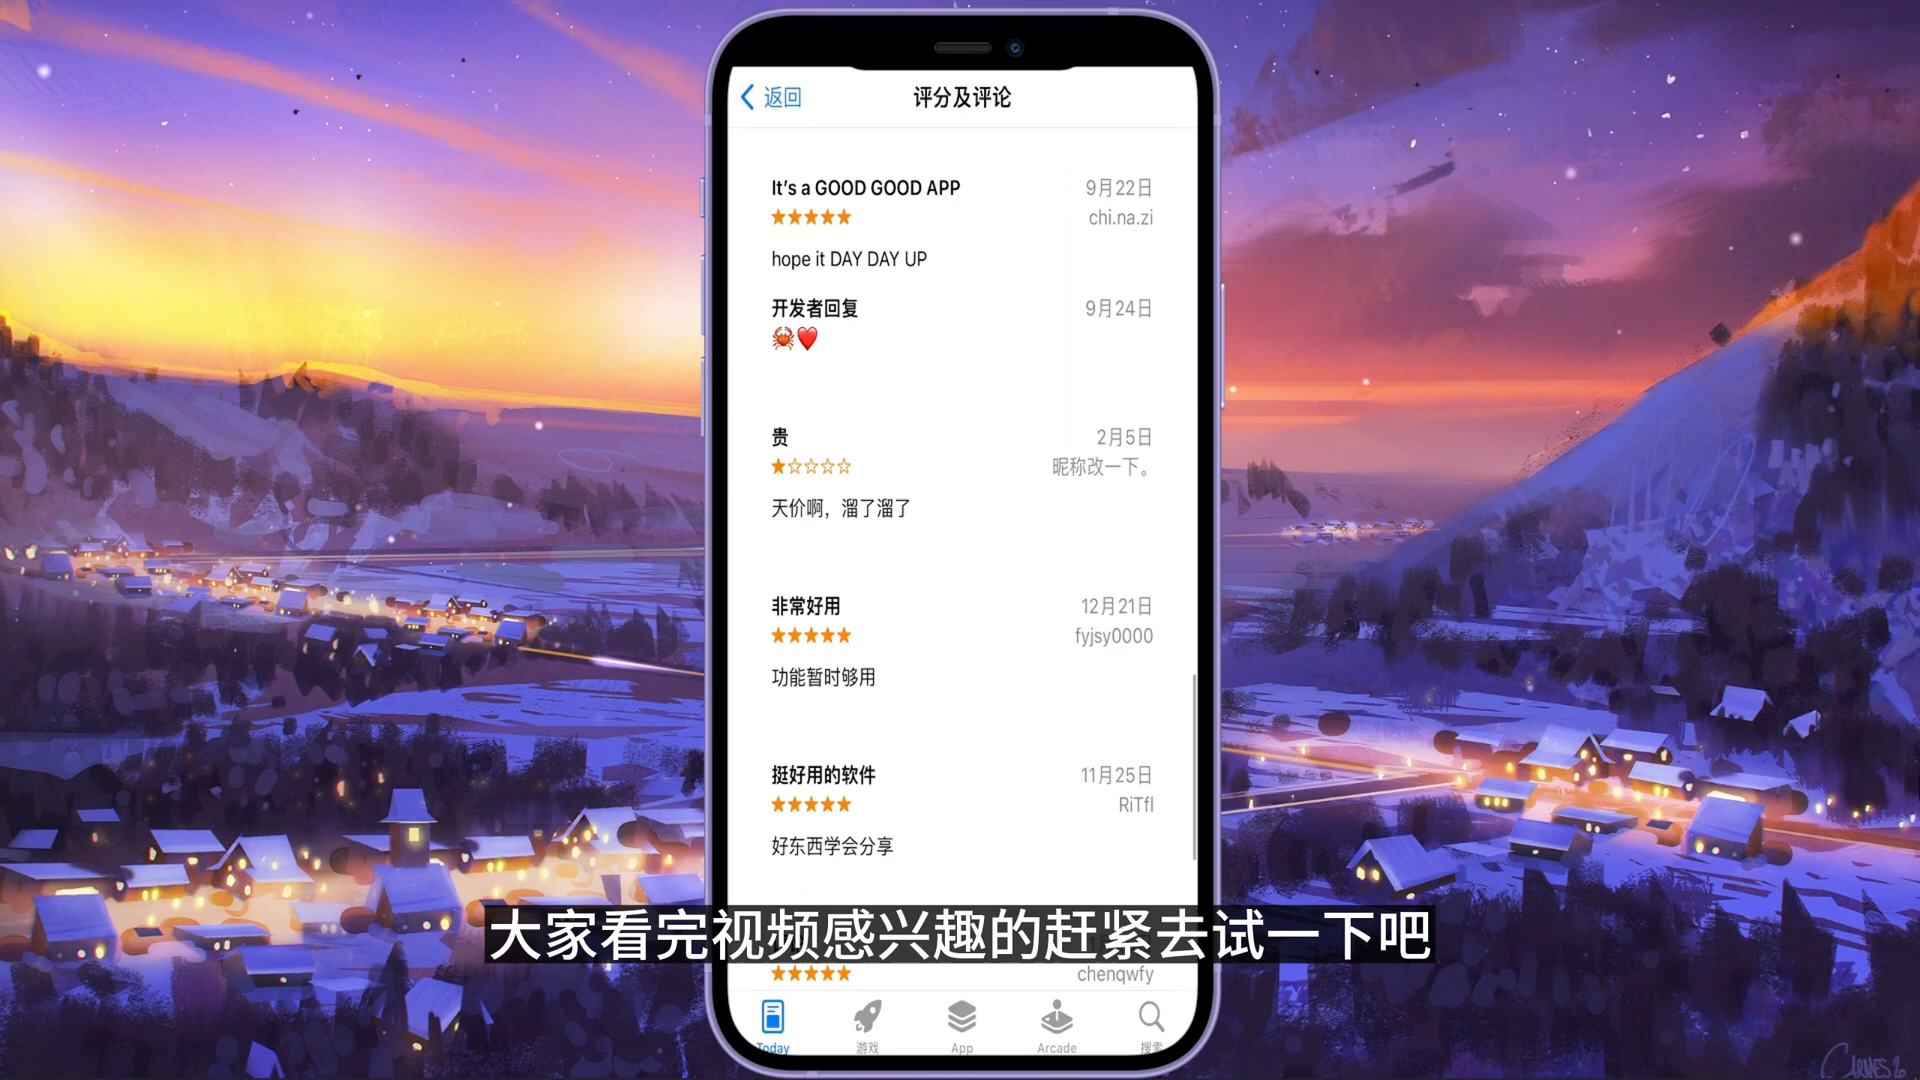 返回
评分及评论
It's a GOOD GOOD APP
9月22日
chi.na.zi
hope it DAY DAY UP
开发者回复
9月24日
🦀❤️
贵
2月5日
昵称改一下。
天价啊，溜了溜了
非常好用
12月21日
fyjsy0000
功能暂时够用
挺好用的软件
11月25日
RiTfl
好东西学会分享
大家看完视频感兴趣的赶紧去试一下吧
chenqwfy
Today
游戏
App
Arcade
搜索